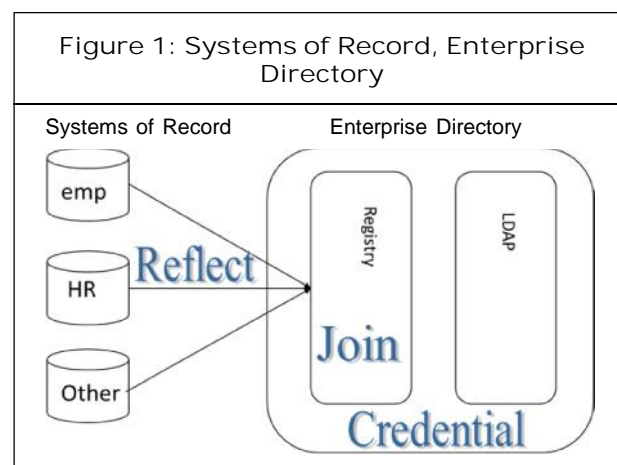 Figure 1: Systems of Record, Enterprise
Directory
Systems of Record
Enterprise Directory
emp
HR
Other
Reflect
Registry
Join
LDAP
Credential